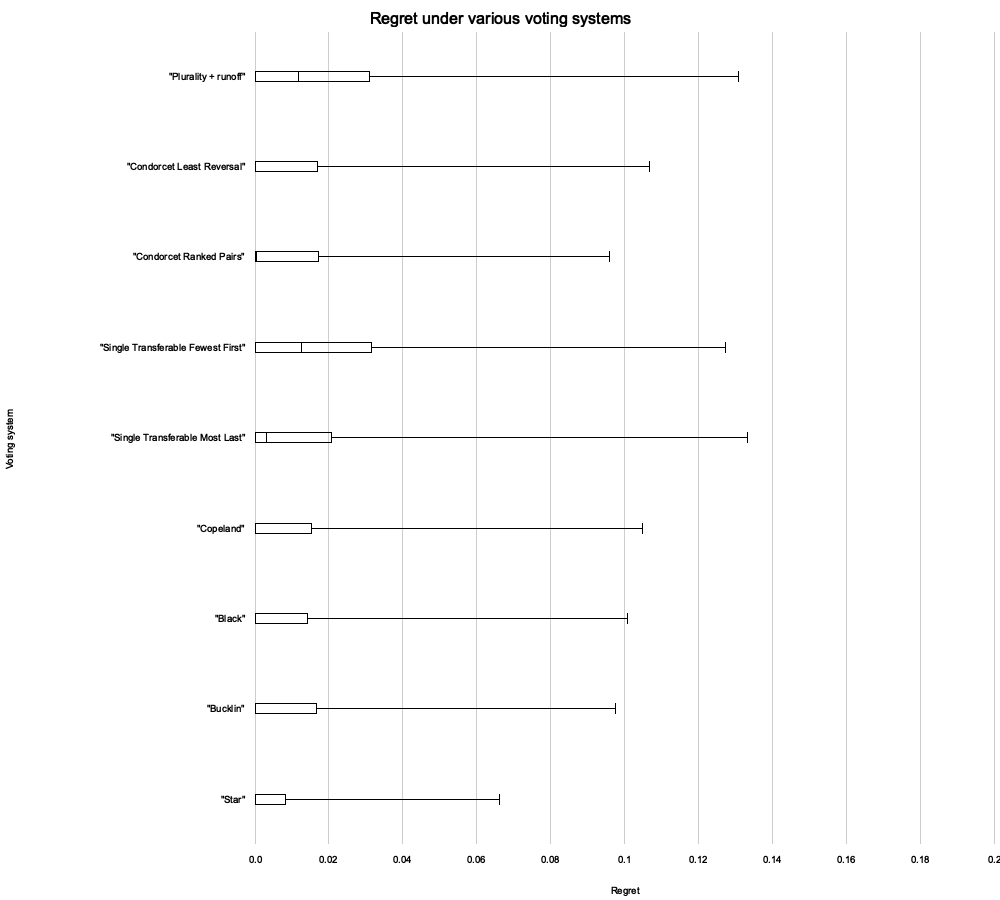 Regret under various voting systems
"Plurality + runoff"
"Condorcet Least Reversal"
"Condorcet Ranked Pairs"
"Single Transferable Fewest First"
"Single Transferable Most Last"
"Copeland"
"Black"
"Bucklin"
"Star"
Voting system
0.0 0.02 0.04 0.06 0.08 0.1 0.12 0.14 0.16 0.18 0.2
Regret